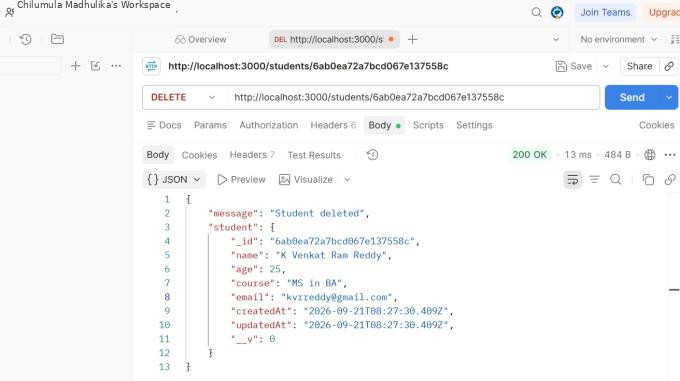 Chilumula Madhulika's Workspace
Join Teams
Upgrad
Overview
DEL http://localhost:3000/s
No environment
HTTP http://localhost:3000/students/6ab0ea72a7bcd067e137558c
Save
Share
DELETE
http://localhost:3000/students/6ab0ea72a7bcd067e137558c
Send
Docs Params Authorization Headers 6 Body Scripts Settings Cookies
Body Cookies Headers 7 Test Results
200 OK · 13 ms · 484 B
{} JSON Preview Visualize
1 {
2 "message": "Student deleted",
3 "student": {
4 "_id": "6ab0ea72a7bcd067e137558c",
5 "name": "K Venkat Ram Reddy",
6 "age": 25,
7 "course": "MS in BA",
8 "email": "kvrreddy@gmail.com",
9 "createdAt": "2026-09-21T08:27:30.409Z",
10 "updatedAt": "2026-09-21T08:27:30.409Z",
11 "__v": 0
12 }
13 }